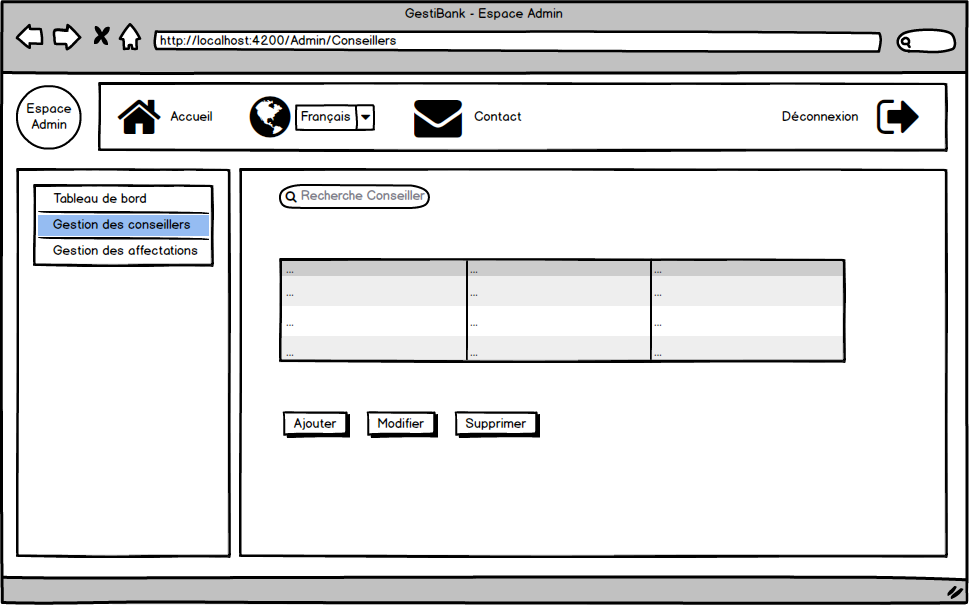 GestiBank - Espace Admin
http://localhost:4200/Admin/Conseillers
Espace
Admin
Accueil
Français
Contact
Déconnexion
Tableau de bord
Gestion des conseillers
Gestion des affectations
Recherche Conseiller
... ... ...
... ... ...
... ... ...
... ... ...
Ajouter
Modifier
Supprimer